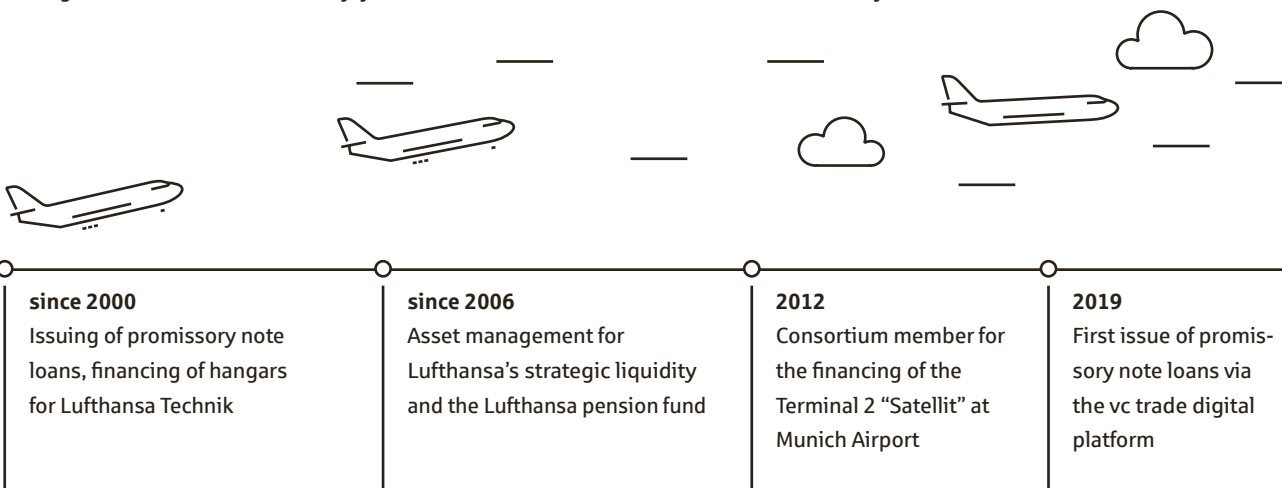 since 2000
Issuing of promissory note
loans, financing of hangars
for Lufthansa Technik
since 2006
Asset management for
Lufthansa’s strategic liquidity
and the Lufthansa pension fund
2012
Consortium member for
the financing of the
Terminal 2 “Satellit” at
Munich Airport
2019
First issue of promis-
sory note loans via
the vc trade digital
platform